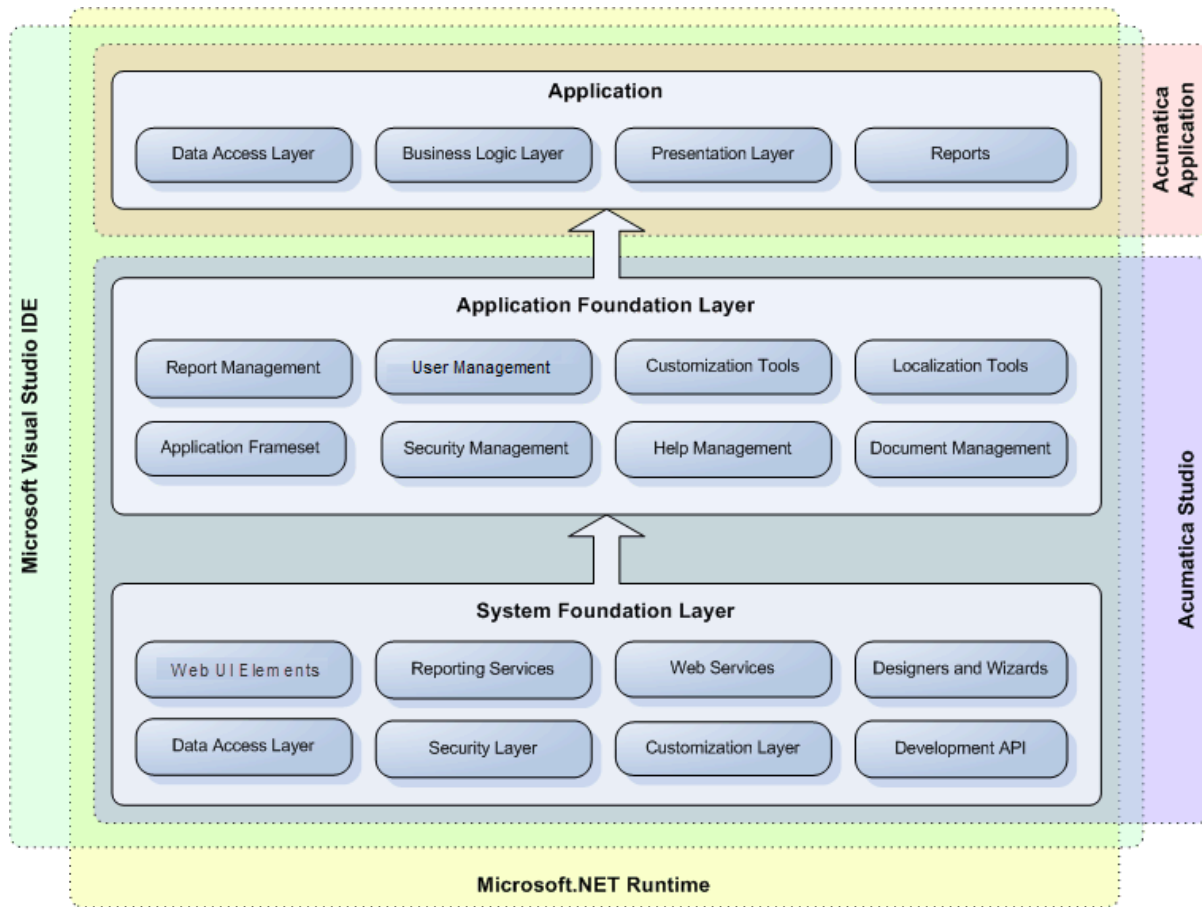 Application
Data Access Layer
Business Logic Layer
Presentation Layer
Reports
Acumatica
Application
Application Foundation Layer
Report Management
User Management
Customization Tools
Localization Tools
Application Frameset
Security Management
Help Management
Document Management
Microsoft Visual Studio IDE
Acumatica Studio
System Foundation Layer
Web UI Elements
Reporting Services
Web Services
Designers and Wizards
Data Access Layer
Security Layer
Customization Layer
Development API
Microsoft.NET Runtime